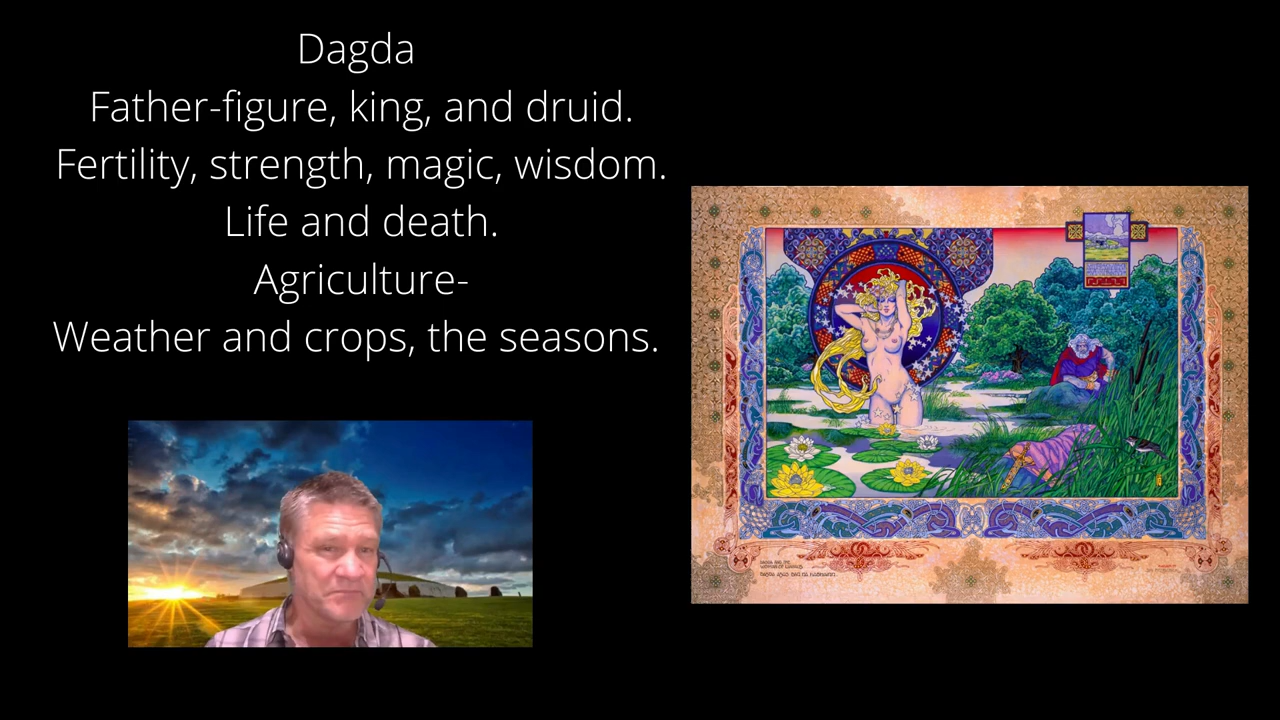 Dagda
Father-figure, king, and druid.
Fertility, strength, magic, wisdom.
Life and death.
Agriculture-
Weather and crops, the seasons.